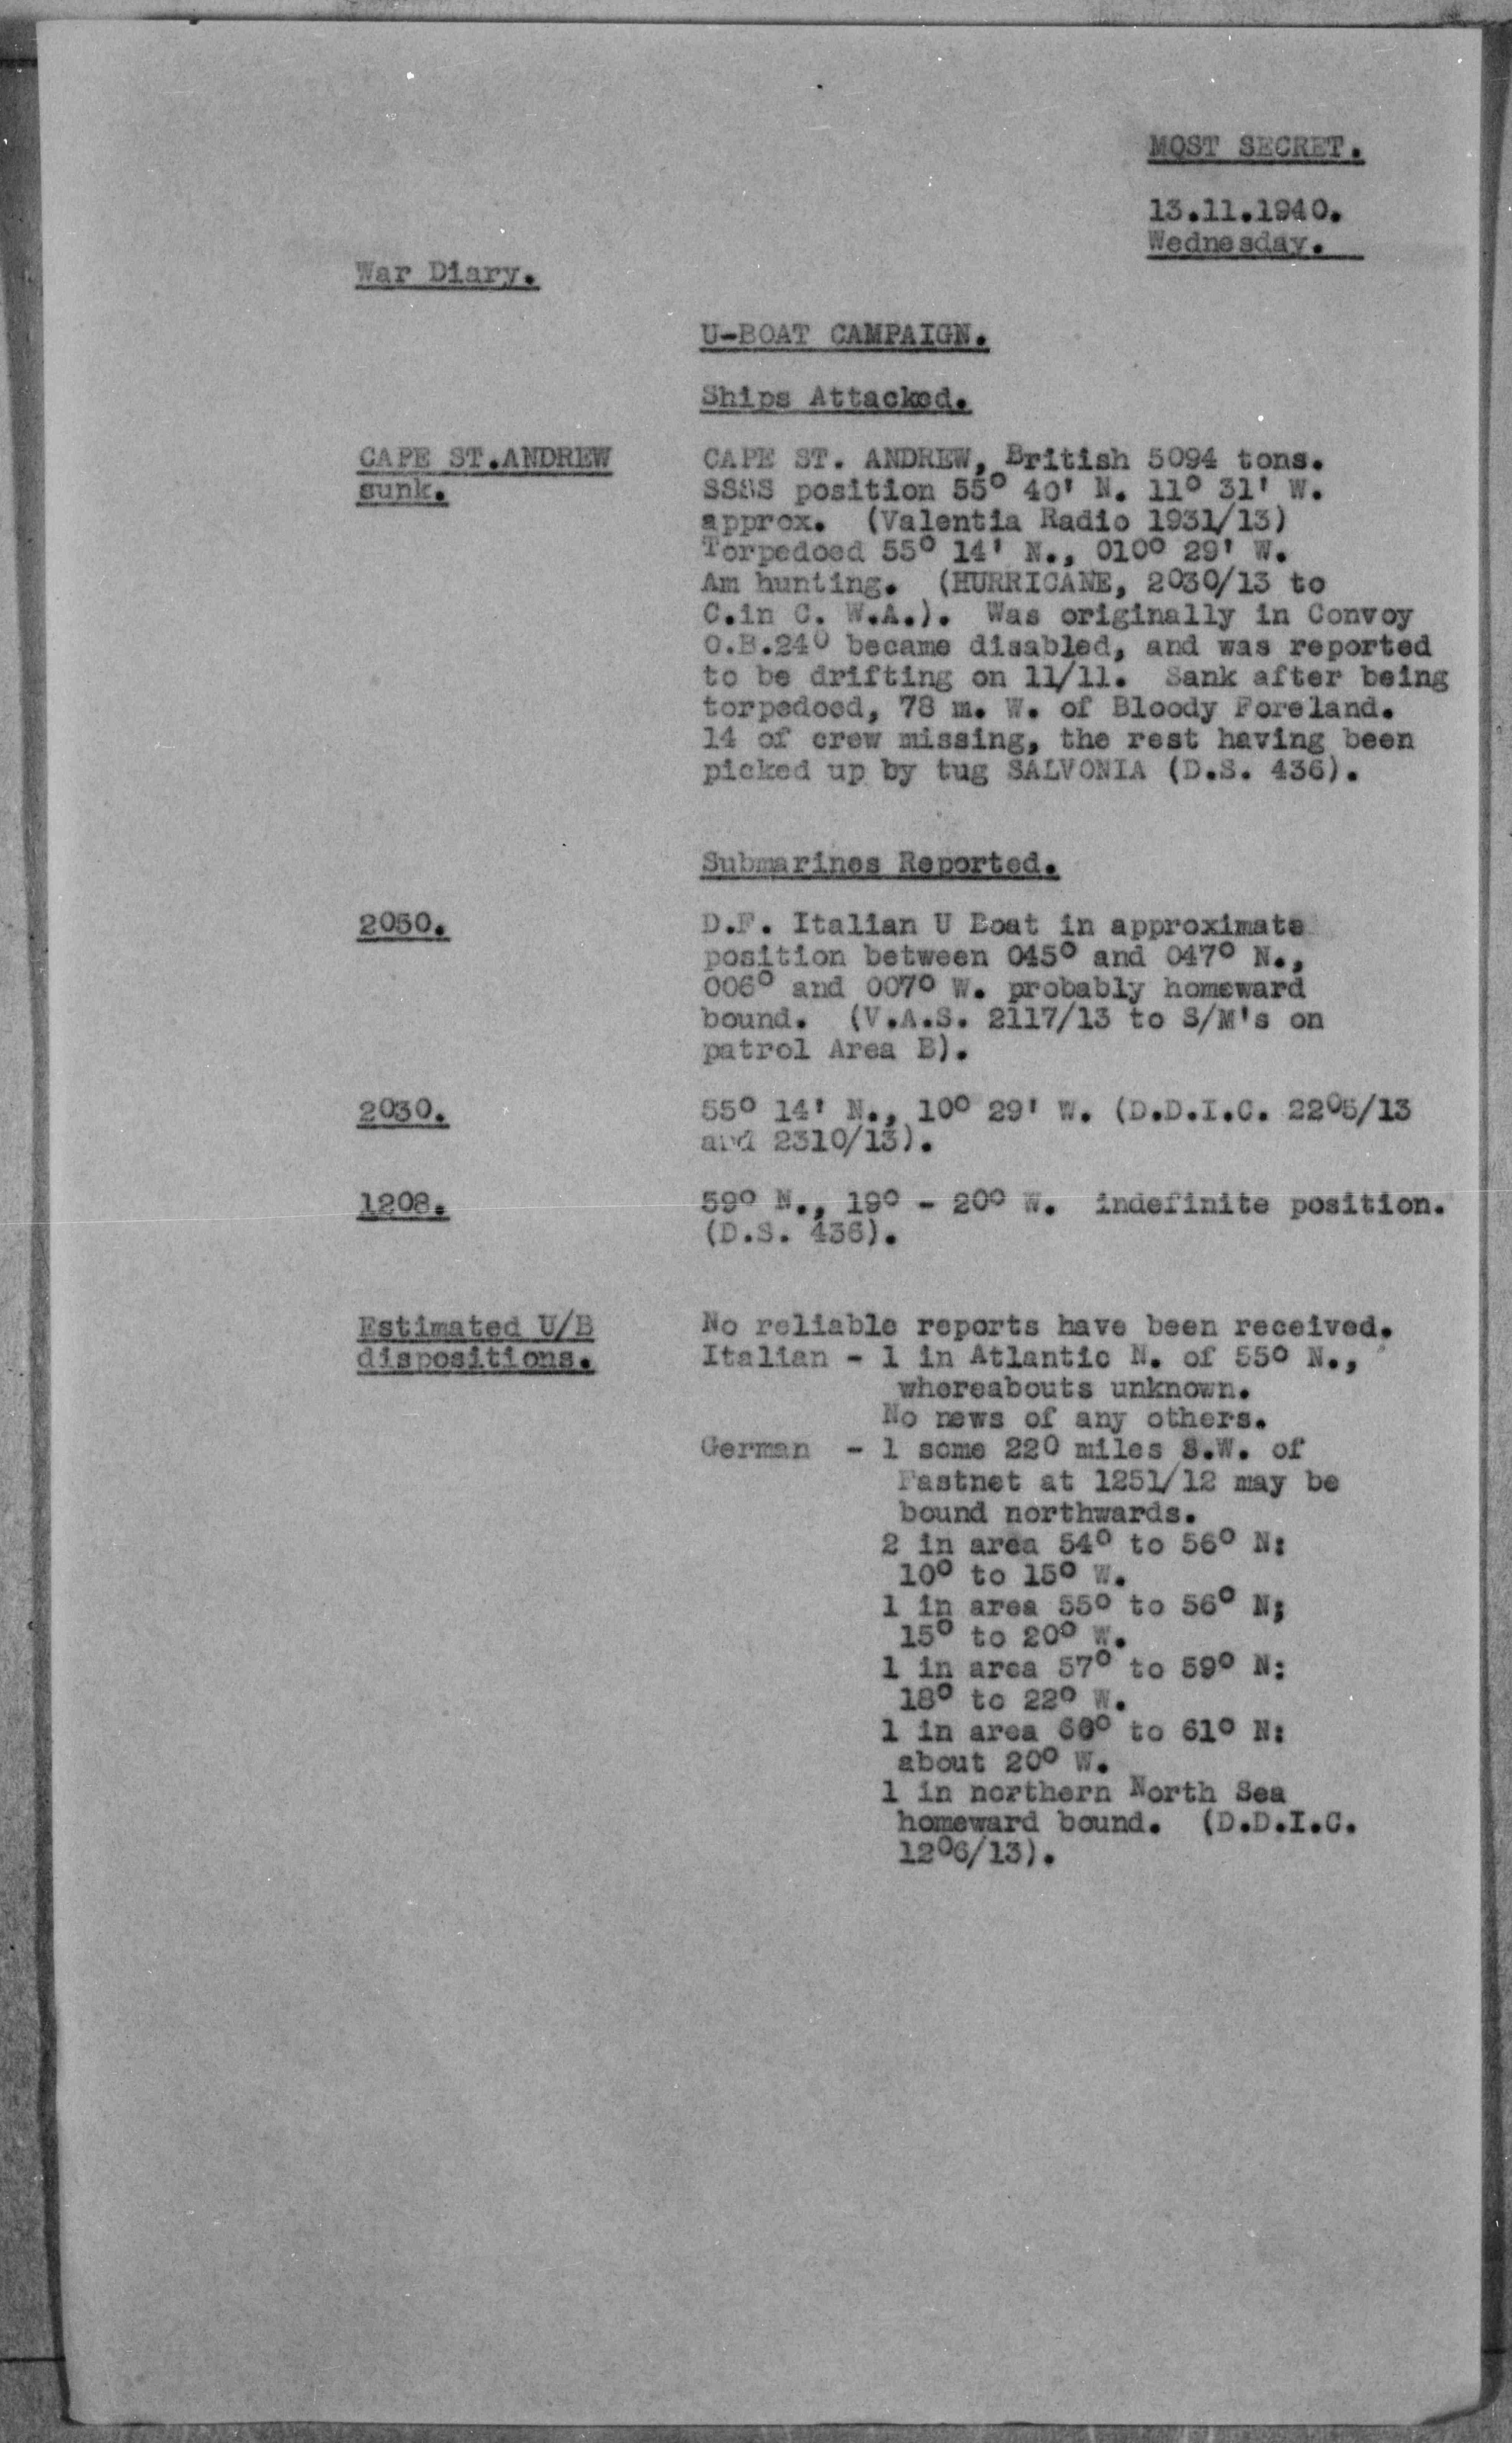 MOST SECRET.
13.11.1940.
Wednesday.
War Diary.
U-BOAT CAMPAIGN.
Ships Attacked.
CAPE ST.ANDREW
sunk.
CAPE ST. ANDREW, British 5094 tons.
SSSS position 55° 40' N. 11° 31' W.
approx. (Valentia Radio 1931/13)
Torpedoed 55° 14' N., 010° 29' W.
Am hunting. (HURRICANE, 2030/13 to
C.in C. W.A.). Was originally in Convoy
O.B.240 became disabled, and was reported
to be drifting on 11/11. Sank after being
torpedoed, 78 m. W. of Bloody Foreland.
14 of crew missing, the rest having been
picked up by tug SALVONIA (D.S. 436).
Submarines Reported.
2050.
D.F. Italian U Boat in approximate
position between 045° and 047° N.,
006° and 007° W. probably homeward
bound. (V.A.S. 2117/13 to S/M's on
patrol Area B).
2030.
55° 14' N., 10° 29' W. (D.D.I.C. 2205/13
and 2310/13).
1208.
59° N., 19° - 20° W. indefinite position.
(D.S. 436).
Estimated U/B
dispositions.
No reliable reports have been received.
Italian - 1 in Atlantic N. of 55° N.,
whereabouts unknown.
No news of any others.
German - 1 some 220 miles S.W. of
Fastnet at 1251/12 may be
bound northwards.
2 in area 54° to 56° N:
10° to 15° W.
1 in area 55° to 56° N;
15° to 20° W.
1 in area 57° to 59° N:
18° to 22° W.
1 in area 60° to 61° N:
about 20° W.
1 in northern North Sea
homeward bound. (D.D.I.C.
1206/13).